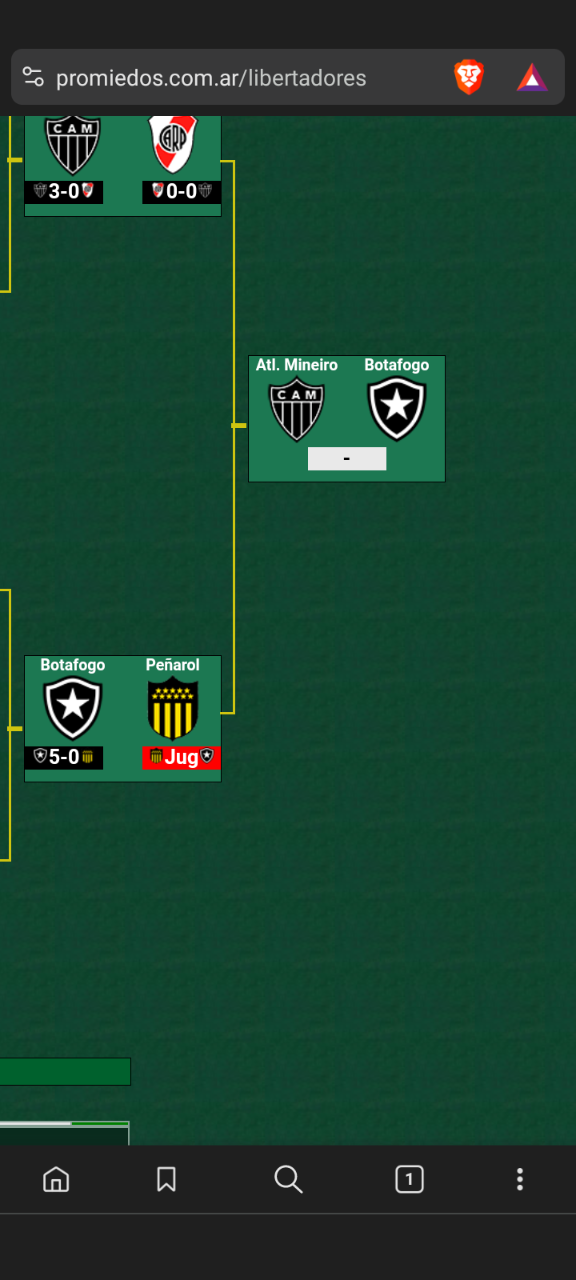 promiedos.com.ar/libertadores
CAM
CARP
3-0
0-0
Atl. Mineiro
Botafogo
CAM
-
Botafogo
Peñarol
5-0
Jug
1